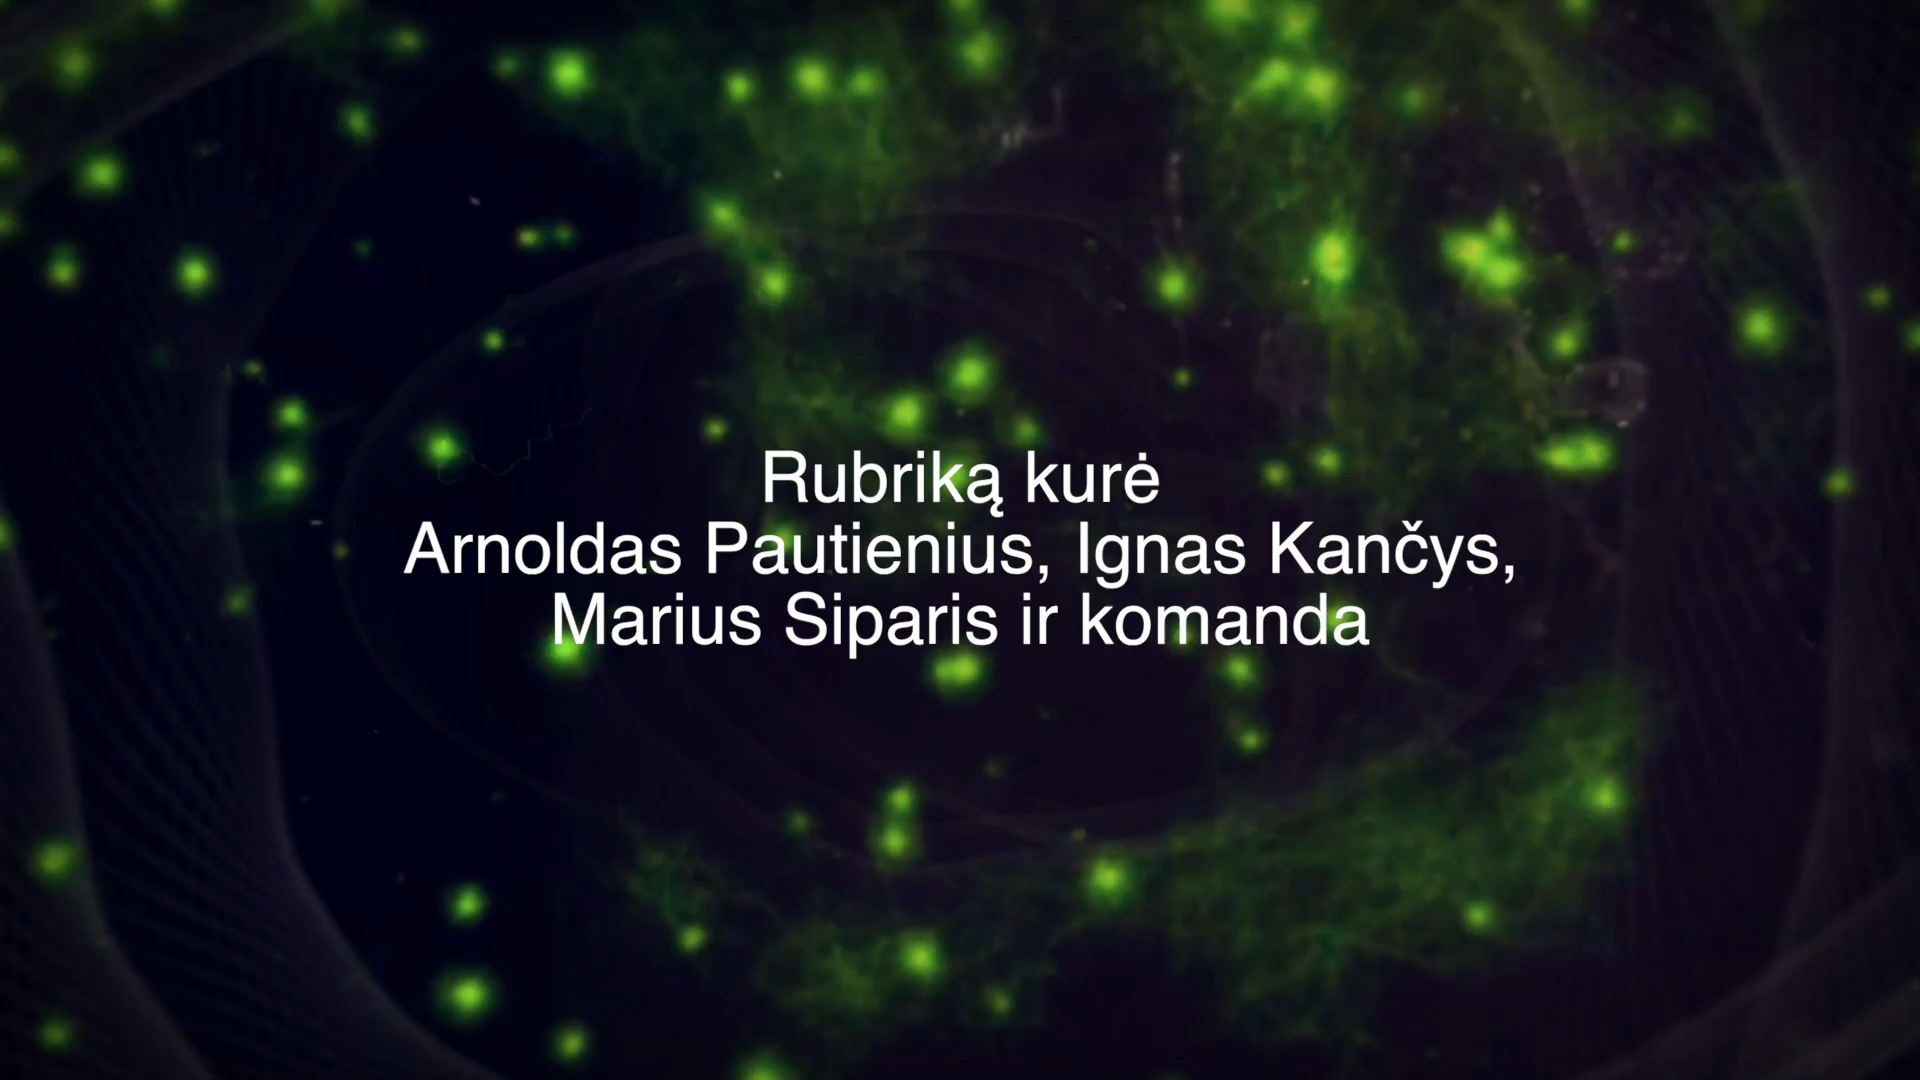 Rubriką kurė
Arnoldas Pautienius, Ignas Kančys,
Marius Siparis ir komanda